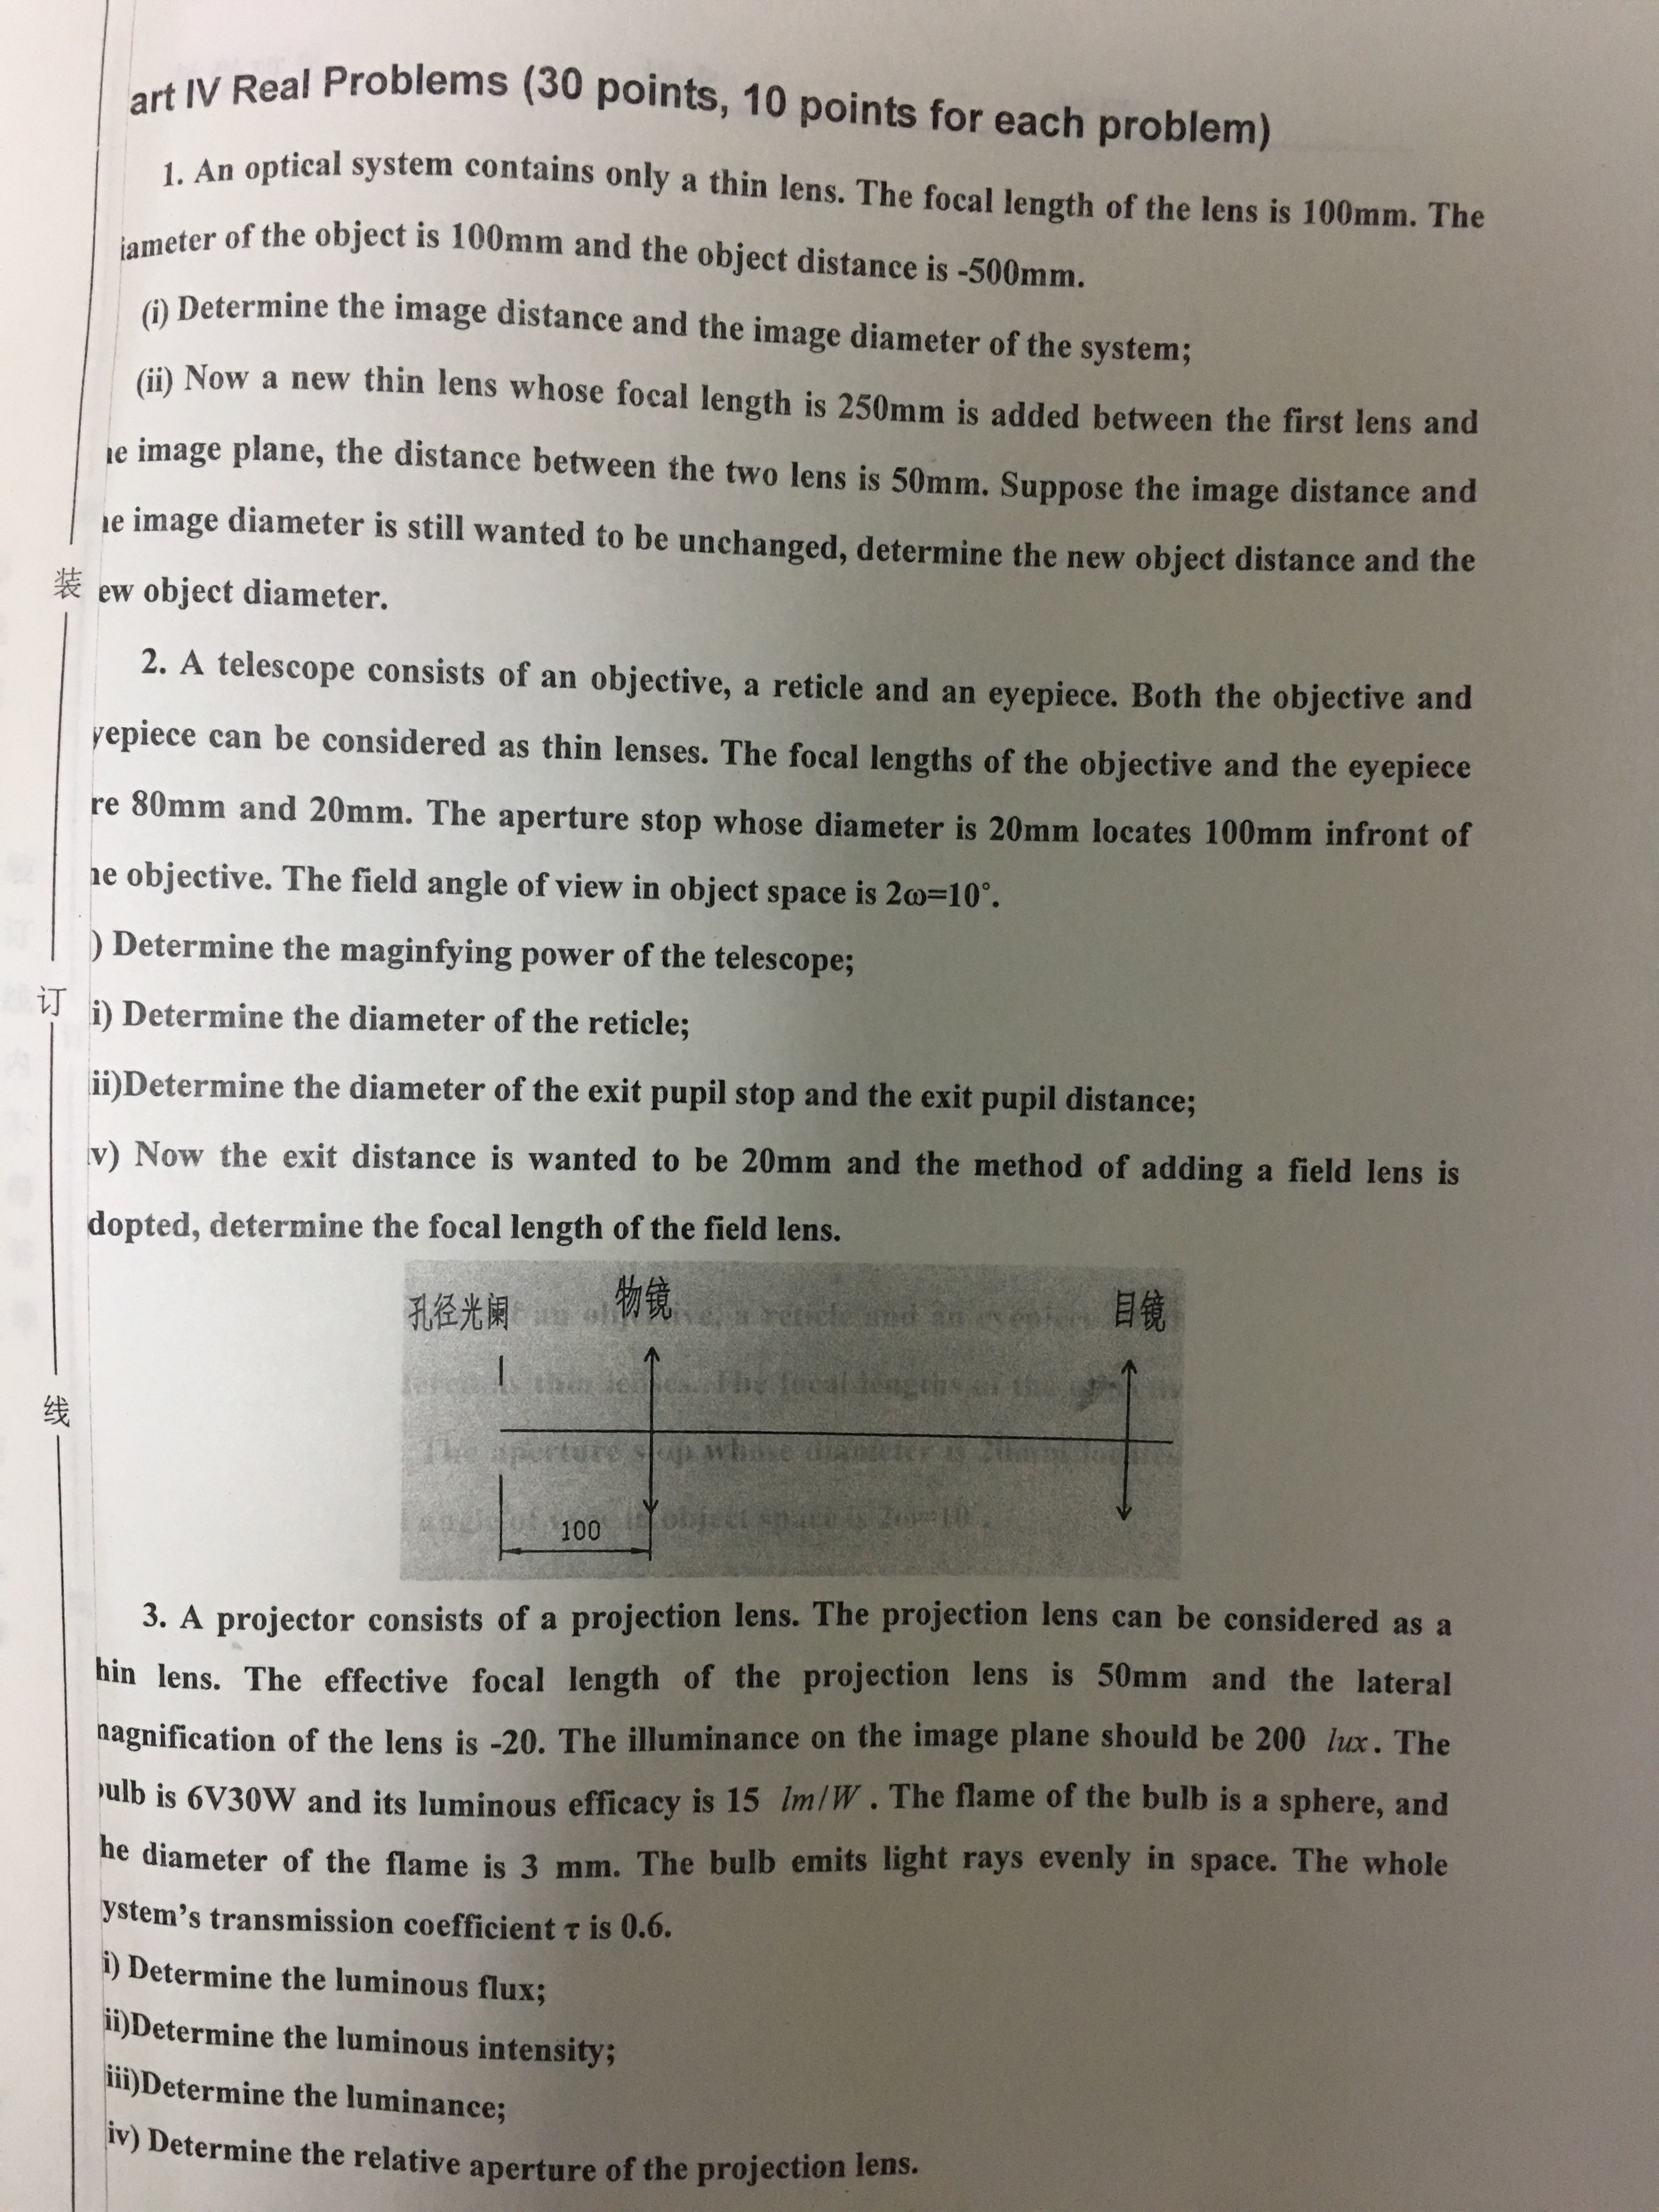 art IV Real Problems (30 points, 10 points for each problem)
1. An optical system contains only a thin lens. The focal length of the lens is 100mm. The
iameter of the object is 100mm and the object distance is -500mm.
(i) Determine the image distance and the image diameter of the system;
(ii) Now a new thin lens whose focal length is 250mm is added between the first lens and
e image plane, the distance between the two lens is 50mm. Suppose the image distance and
e image diameter is still wanted to be unchanged, determine the new object distance and the
装 ew object diameter.
2. A telescope consists of an objective, a reticle and an eyepiece. Both the objective and
yepiece can be considered as thin lenses. The focal lengths of the objective and the eyepiece
re 80mm and 20mm. The aperture stop whose diameter is 20mm locates 100mm infront of
he objective. The field angle of view in object space is 2ω=10°.
) Determine the maginfying power of the telescope;
订 i) Determine the diameter of the reticle;
ii)Determine the diameter of the exit pupil stop and the exit pupil distance;
v) Now the exit distance is wanted to be 20mm and the method of adding a field lens is
dopted, determine the focal length of the field lens.
孔径光阑 物镜 目镜
线
100
3. A projector consists of a projection lens. The projection lens can be considered as a
hin lens. The effective focal length of the projection lens is 50mm and the lateral
nagnification of the lens is -20. The illuminance on the image plane should be 200 lux. The
ulb is 6V30W and its luminous efficacy is 15 lm/W. The flame of the bulb is a sphere, and
he diameter of the flame is 3 mm. The bulb emits light rays evenly in space. The whole
ystem's transmission coefficient τ is 0.6.
i) Determine the luminous flux;
ii)Determine the luminous intensity;
iii)Determine the luminance;
iv) Determine the relative aperture of the projection lens.